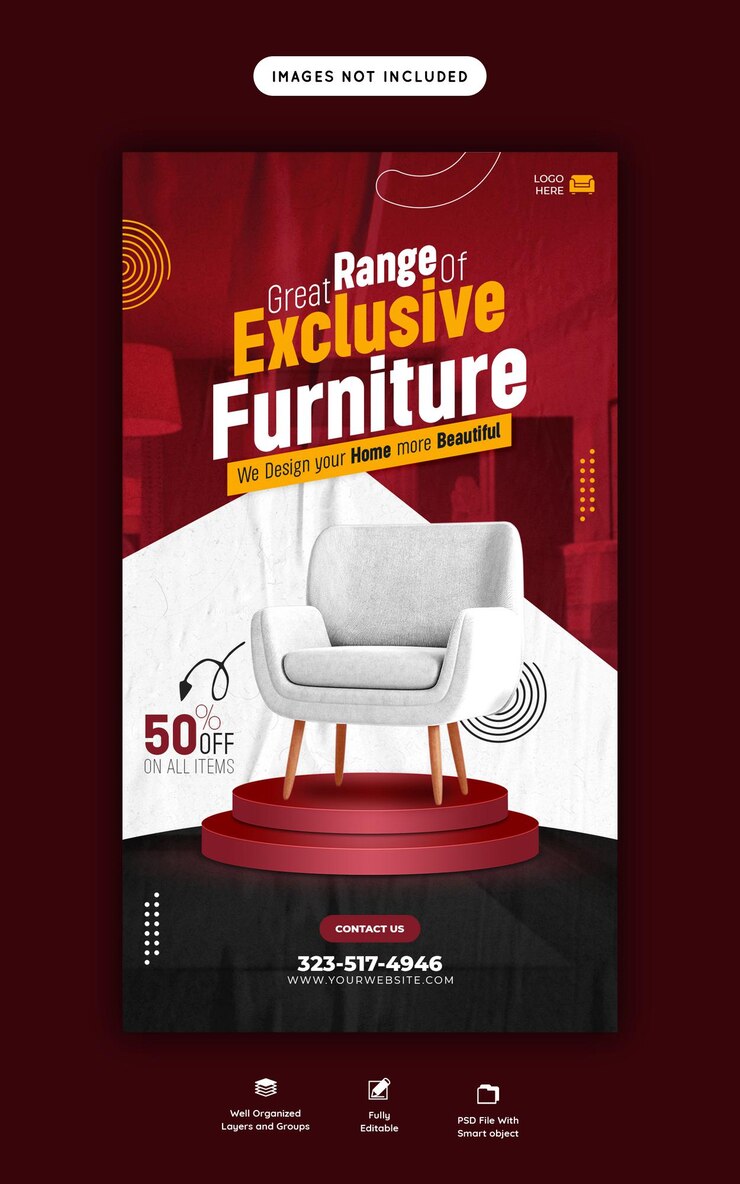 IMAGES NOT INCLUDED
LOGO
HERE
Great Range Of
Exclusive
Furniture
We Design your Home more Beautiful
50% OFF
ON ALL ITEMS
CONTACT US
323-517-4946
WWW.YOURWEBSITE.COM
Well Organized
Layers and Groups
Fully
Editable
PSD File With
Smart object